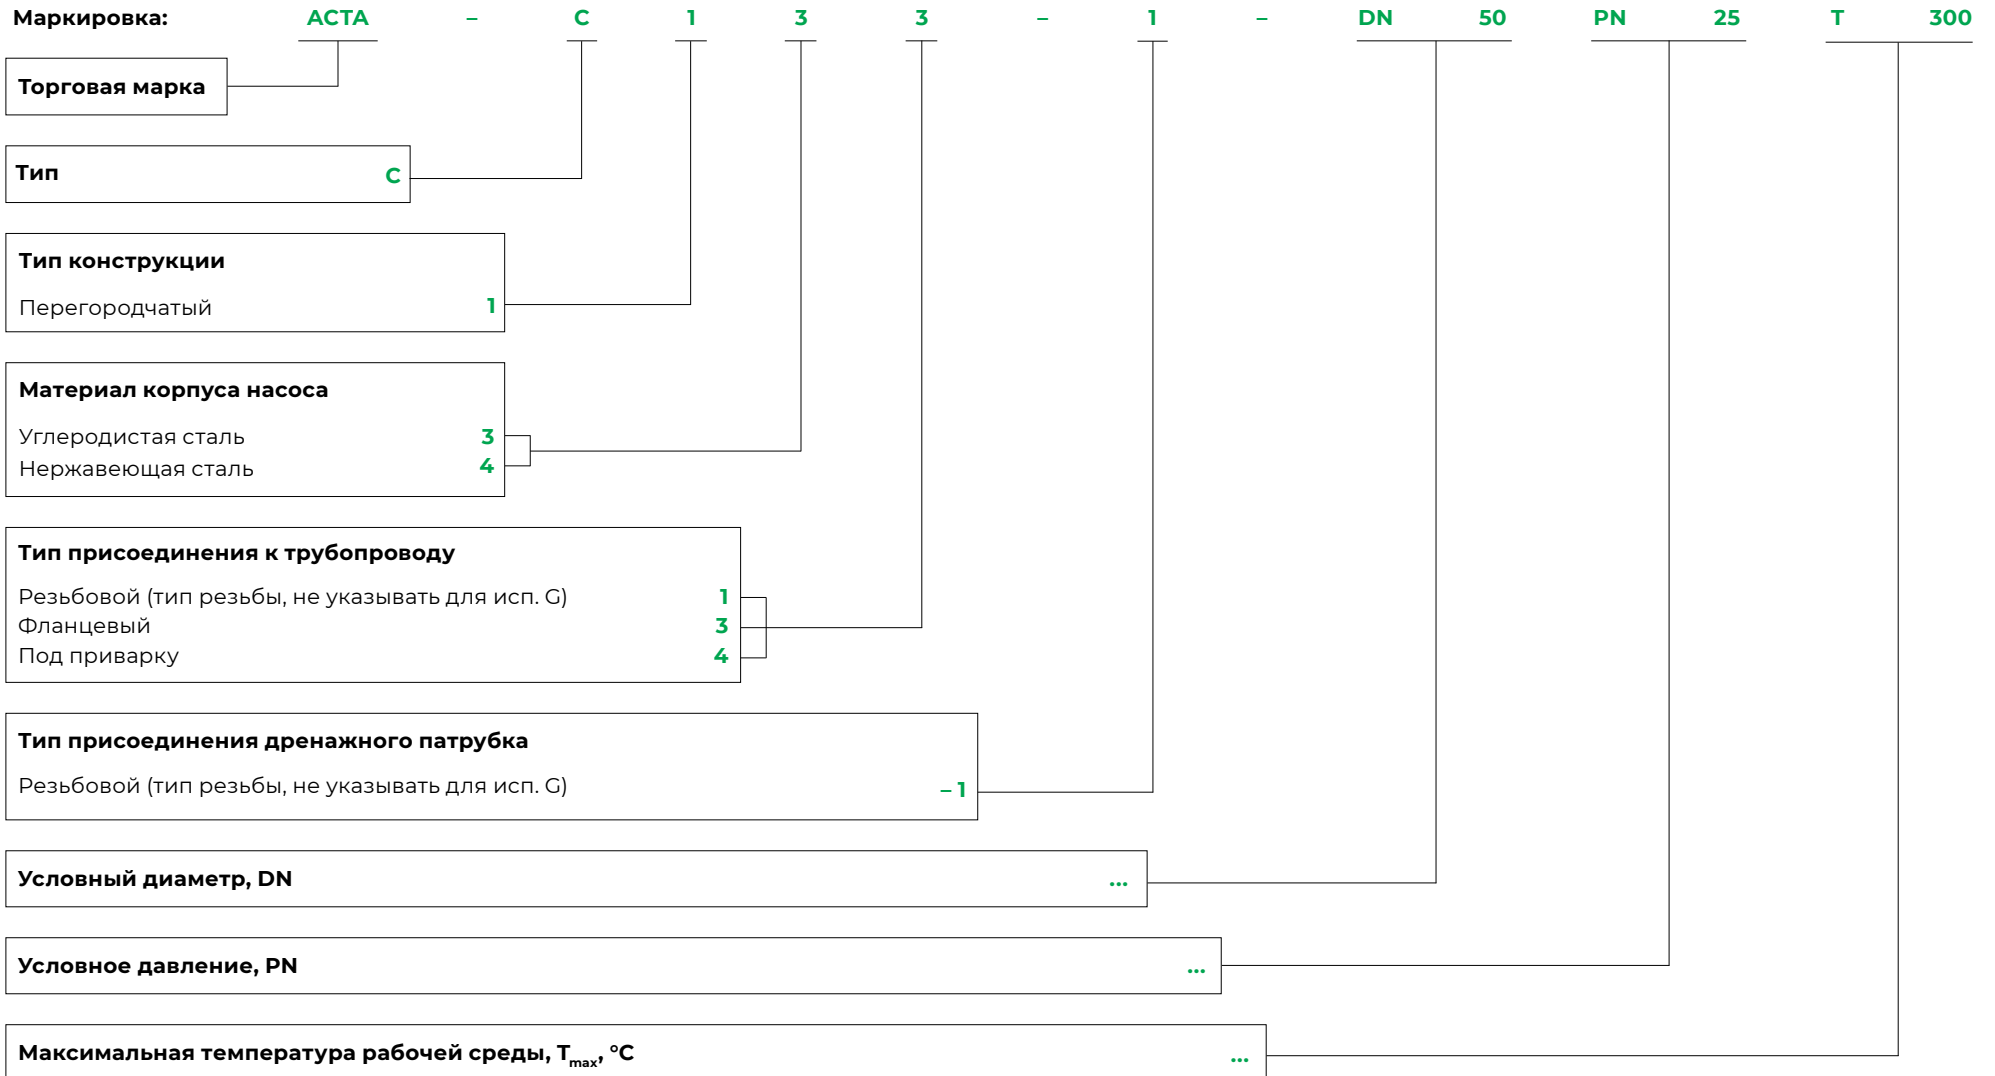 Маркировка: АСТА – С 1 3 3 – 1 – DN 50 PN 25 T 300
Торговая марка
Тип С
Тип конструкции
Перегородчатый 1
Материал корпуса насоса
Углеродистая сталь 3
Нержавеющая сталь 4
Тип присоединения к трубопроводу
Резьбовой (тип резьбы, не указывать для исп. G) 1
Фланцевый 3
Под приварку 4
Тип присоединения дренажного патрубка
Резьбовой (тип резьбы, не указывать для исп. G) – 1
Условный диаметр, DN ...
Условное давление, PN ...
Максимальная температура рабочей среды, Tmax, °C ...